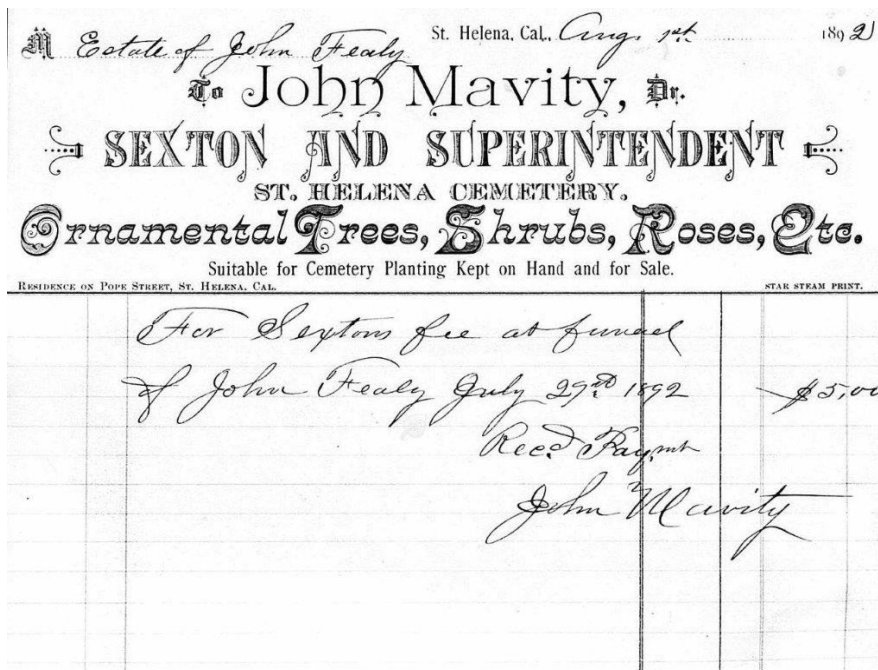 St. Helena, Cal., Aug. 1st. 1892
M Estate of John Fealy
To John Mavity, Dr.
SEXTON AND SUPERINTENDENT
ST. HELENA CEMETERY.
Ornamental Trees, Shrubs, Roses, Etc.
Suitable for Cemetery Planting Kept on Hand and for Sale.
RESIDENCE ON POPE STREET, ST. HELENA, CAL. STAR STEAM PRINT.
For Sextons fee at funeral
of John Fealy July 29th 1892 $5,00
Recd. Paymt
John Mavity